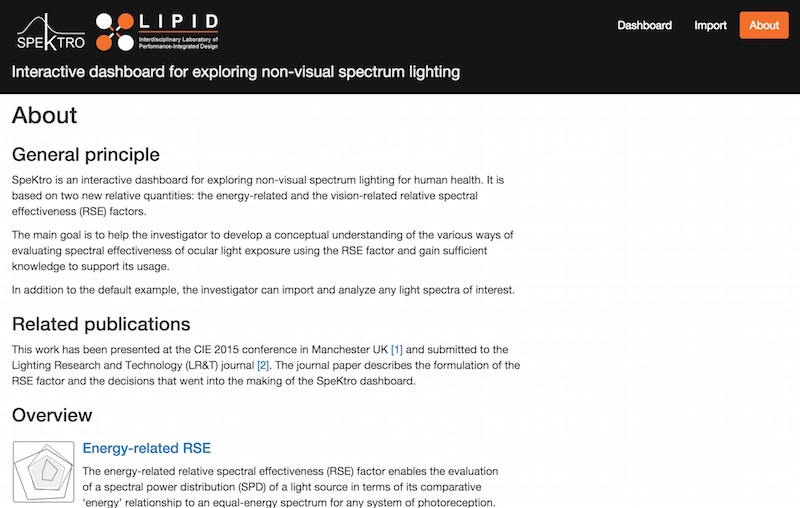 SPEKTRO
LIPID
Interdisciplinary Laboratory of
Performance-Integrated Design
Dashboard
Import
About
Interactive dashboard for exploring non-visual spectrum lighting
About
General principle
SpeKtro is an interactive dashboard for exploring non-visual spectrum lighting for human health. It is
based on two new relative quantities: the energy-related and the vision-related relative spectral
effectiveness (RSE) factors.
The main goal is to help the investigator to develop a conceptual understanding of the various ways of
evaluating spectral effectiveness of ocular light exposure using the RSE factor and gain sufficient
knowledge to support its usage.
In addition to the default example, the investigator can import and analyze any light spectra of interest.
Related publications
This work has been presented at the CIE 2015 conference in Manchester UK [1] and submitted to the
Lighting Research and Technology (LR&T) journal [2]. The journal paper describes the formulation of the
RSE factor and the decisions that went into the making of the SpeKtro dashboard.
Overview
Energy-related RSE
The energy-related relative spectral effectiveness (RSE) factor enables the evaluation
of a spectral power distribution (SPD) of a light source in terms of its comparative
‘energy’ relationship to an equal-energy spectrum for any system of photoreception.